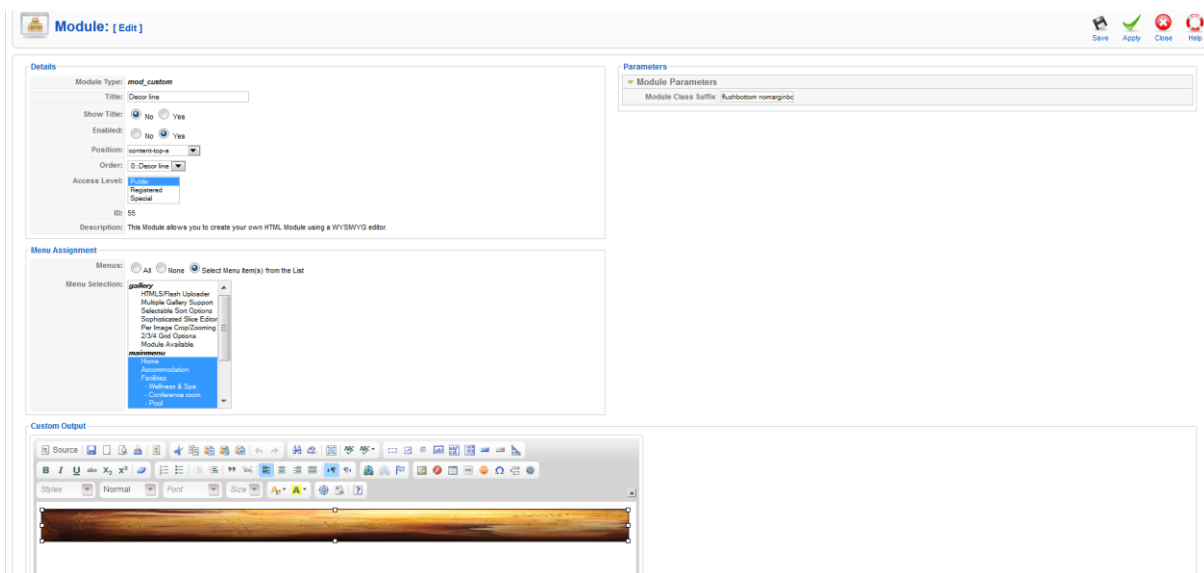 Module: [ Edit ]
Save Apply Close Help
Details
Module Type: mod_custom
Title: Decor line
Show Title: No Yes
Enabled: No Yes
Position: content-top-a
Order: 0::Decor line
Access Level: Public
Registered
Special
ID: 55
Description: This Module allows you to create your own HTML Module using a WYSIWYG editor.
Parameters
Module Parameters
Module Class Suffix flushbottom nomarginbc
Menu Assignment
Menus: All None Select Menu Item(s) from the List
Menu Selection: gallery
HTML5/Flash Uploader
Multiple Gallery Support
Selectable Sort Options
Sophisticated Slice Editor
Per Image Crop/Zooming
2/3/4 Grid Options
Module Available
mainmenu
Home
Accommodation
Facilities
- Wellness & Spa
- Conference room
- Pool
Custom Output
Source
B I U abc X₂ X²
Styles Normal Font Size A A